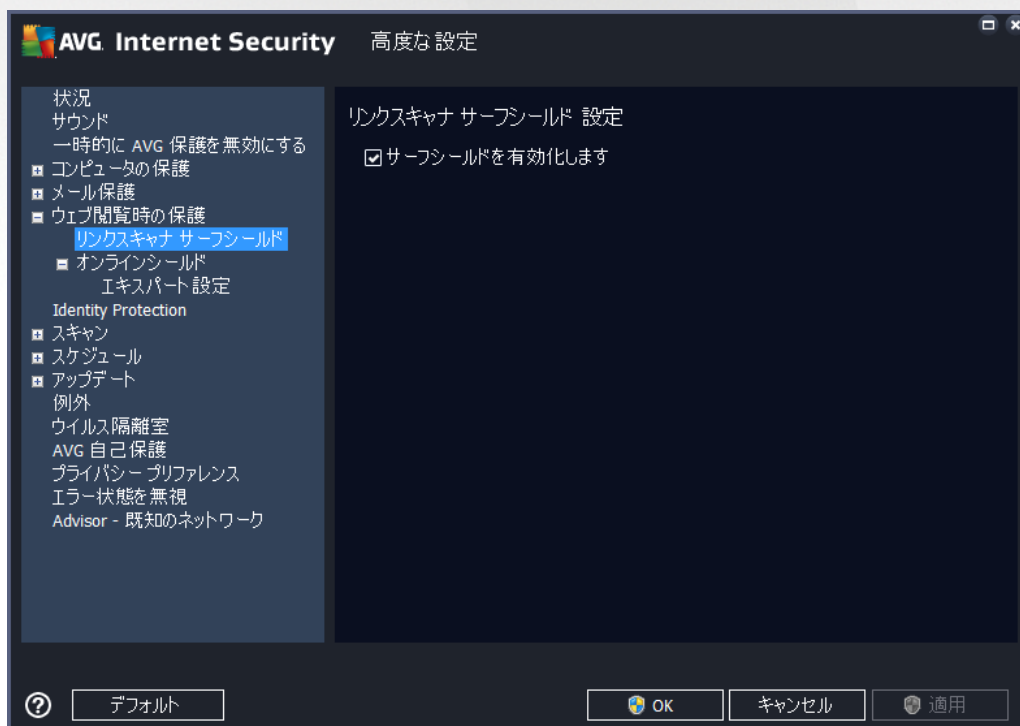 AVG. Internet Security 高度な設定
状況
サウンド
一時的に AVG 保護を無効にする
コンピュータの保護
メール保護
ウェブ閲覧時の保護
リンクスキャナ サーフシールド
オンラインシールド
エキスパート設定
Identity Protection
スキャン
スケジュール
アップデート
例外
ウイルス隔離室
AVG 自己保護
プライバシー プリファレンス
エラー状態を無視
Advisor - 既知のネットワーク
リンクスキャナ サーフシールド 設定
サーフシールドを有効化します
? デフォルト OK キャンセル 適用